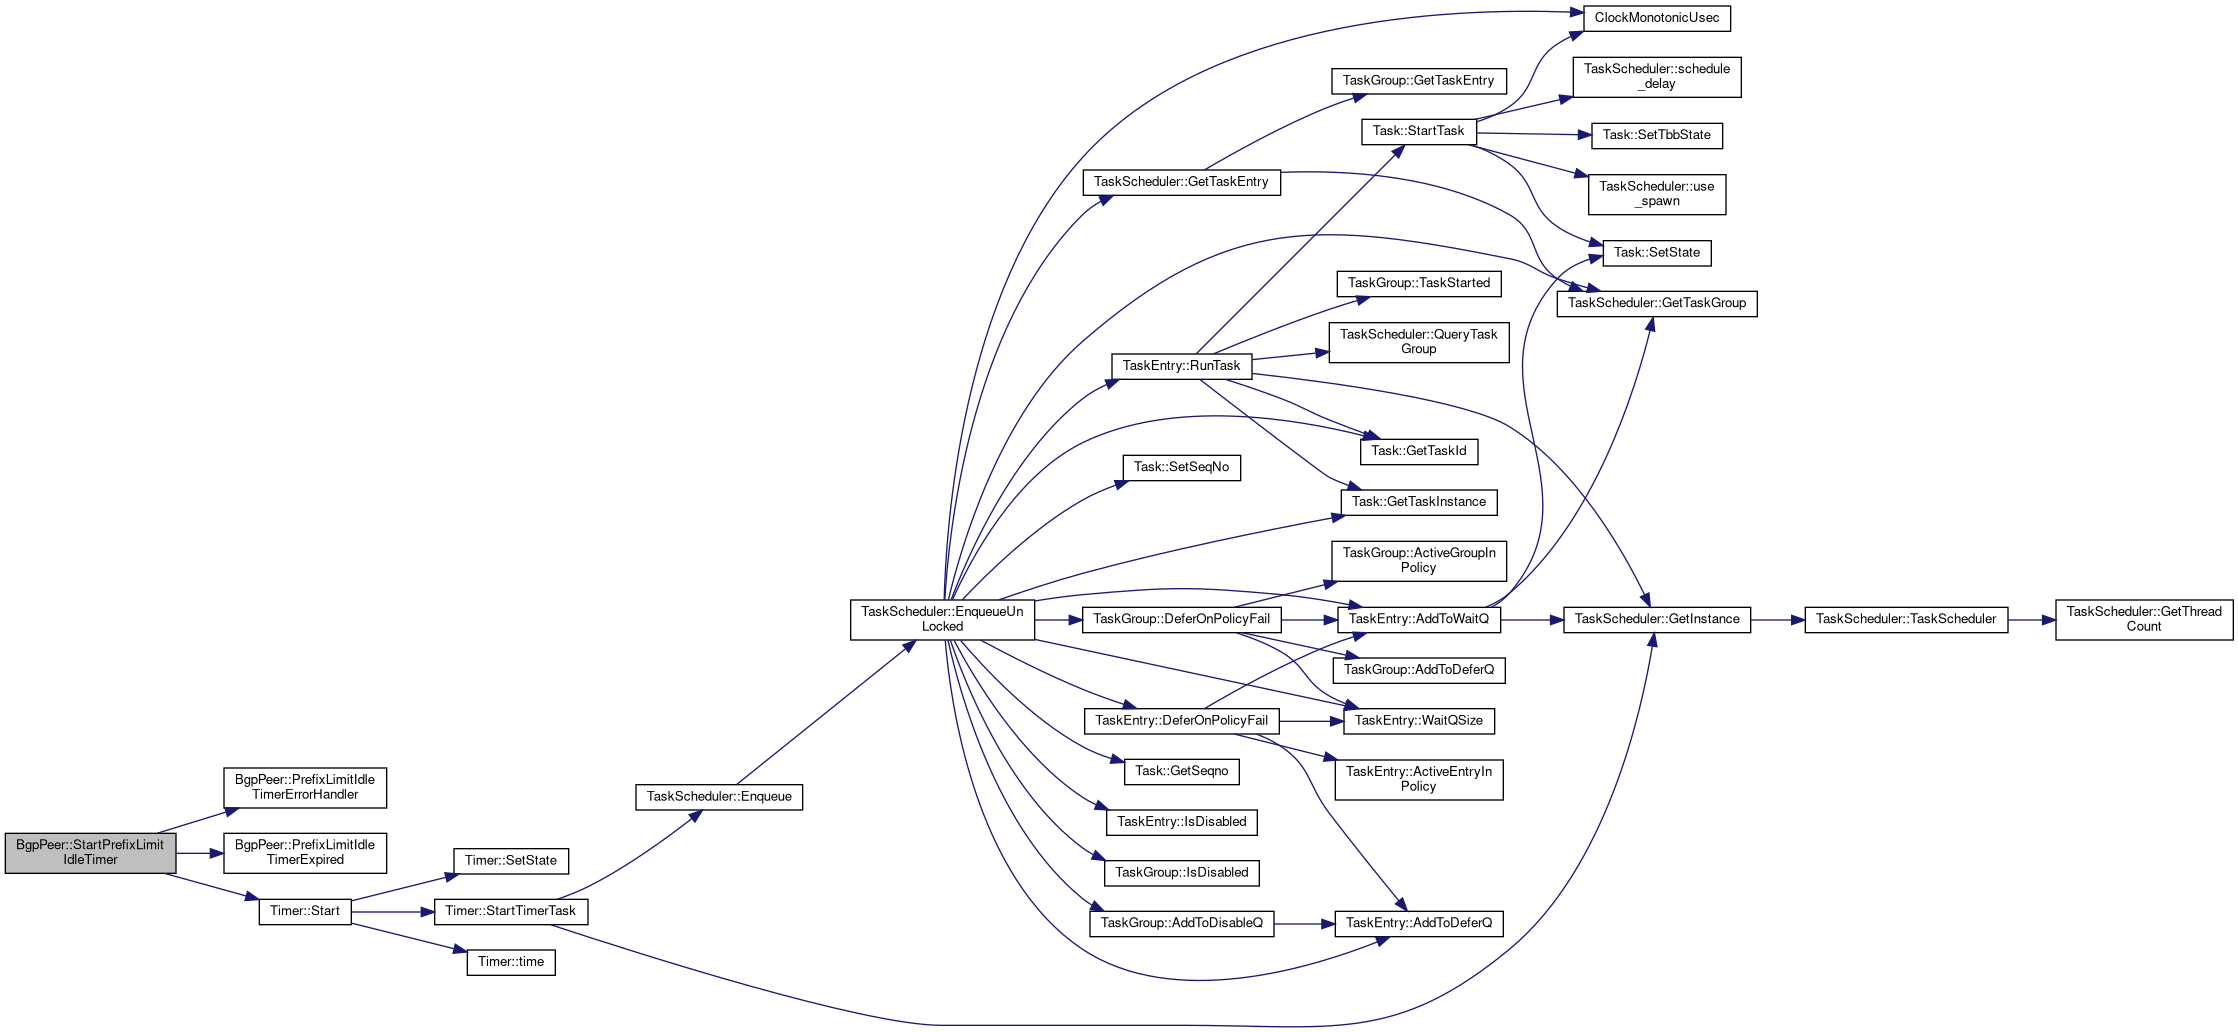 ClockMonotonicUsec
TaskScheduler::schedule
_delay
TaskGroup::GetTaskEntry
Task::StartTask
Task::SetTbbState
TaskScheduler::GetTaskEntry
TaskScheduler::use
_spawn
Task::SetState
TaskGroup::TaskStarted
TaskScheduler::GetTaskGroup
TaskScheduler::QueryTask
Group
TaskEntry::RunTask
Task::GetTaskId
Task::SetSeqNo
Task::GetTaskInstance
TaskGroup::ActiveGroupIn
Policy
TaskScheduler::EnqueueUn
Locked
TaskGroup::DeferOnPolicyFail
TaskEntry::AddToWaitQ
TaskScheduler::GetInstance
TaskScheduler::TaskScheduler
TaskScheduler::GetThread
Count
TaskGroup::AddToDeferQ
TaskEntry::DeferOnPolicyFail
TaskEntry::WaitQSize
Task::GetSeqno
TaskEntry::ActiveEntryIn
Policy
BgpPeer::PrefixLimitIdle
TimerErrorHandler
TaskScheduler::Enqueue
TaskEntry::IsDisabled
BgpPeer::StartPrefixLimit
IdleTimer
BgpPeer::PrefixLimitIdle
TimerExpired
Timer::SetState
TaskGroup::IsDisabled
Timer::Start
Timer::StartTimerTask
TaskGroup::AddToDisableQ
TaskEntry::AddToDeferQ
Timer::time